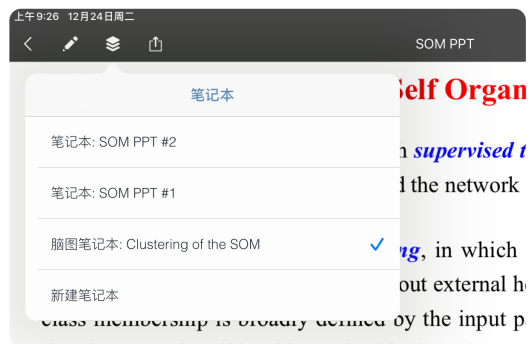 上午9:26 12月24日周二
SOM PPT
笔记本
Self Organ
笔记本: SOM PPT #2
n supervised t
笔记本: SOM PPT #1
d the network
脑图笔记本: Clustering of the SOM
ng, in which
新建笔记本
out external h
class membership is broadly defined by the input p